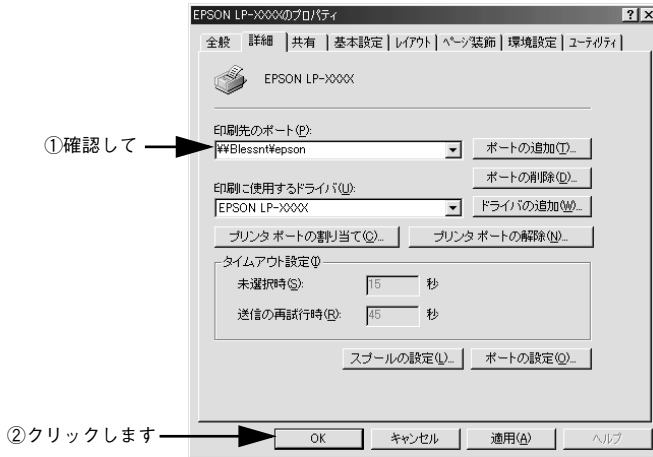 EPSON LP-XXXXのプロパティ
全般 詳細 共有 基本設定 レイアウト ページ装飾 環境設定 ユーティリティ
EPSON LP-XXXX
印刷先のポート(P):
①確認して
¥¥Blessnt¥epson
ポートの追加(T)...
ポートの削除(D)...
印刷に使用するドライバ(U):
EPSON LP-XXXX
ドライバの追加(W)...
プリンタ ポートの割り当て(C)...
プリンタ ポートの解除(N)...
タイムアウト設定(I)
未選択時(S): 15 秒
送信の再試行時(R): 45 秒
スプールの設定(L)...
ポートの設定(O)...
②クリックします
OK キャンセル 適用(A) ヘルプ